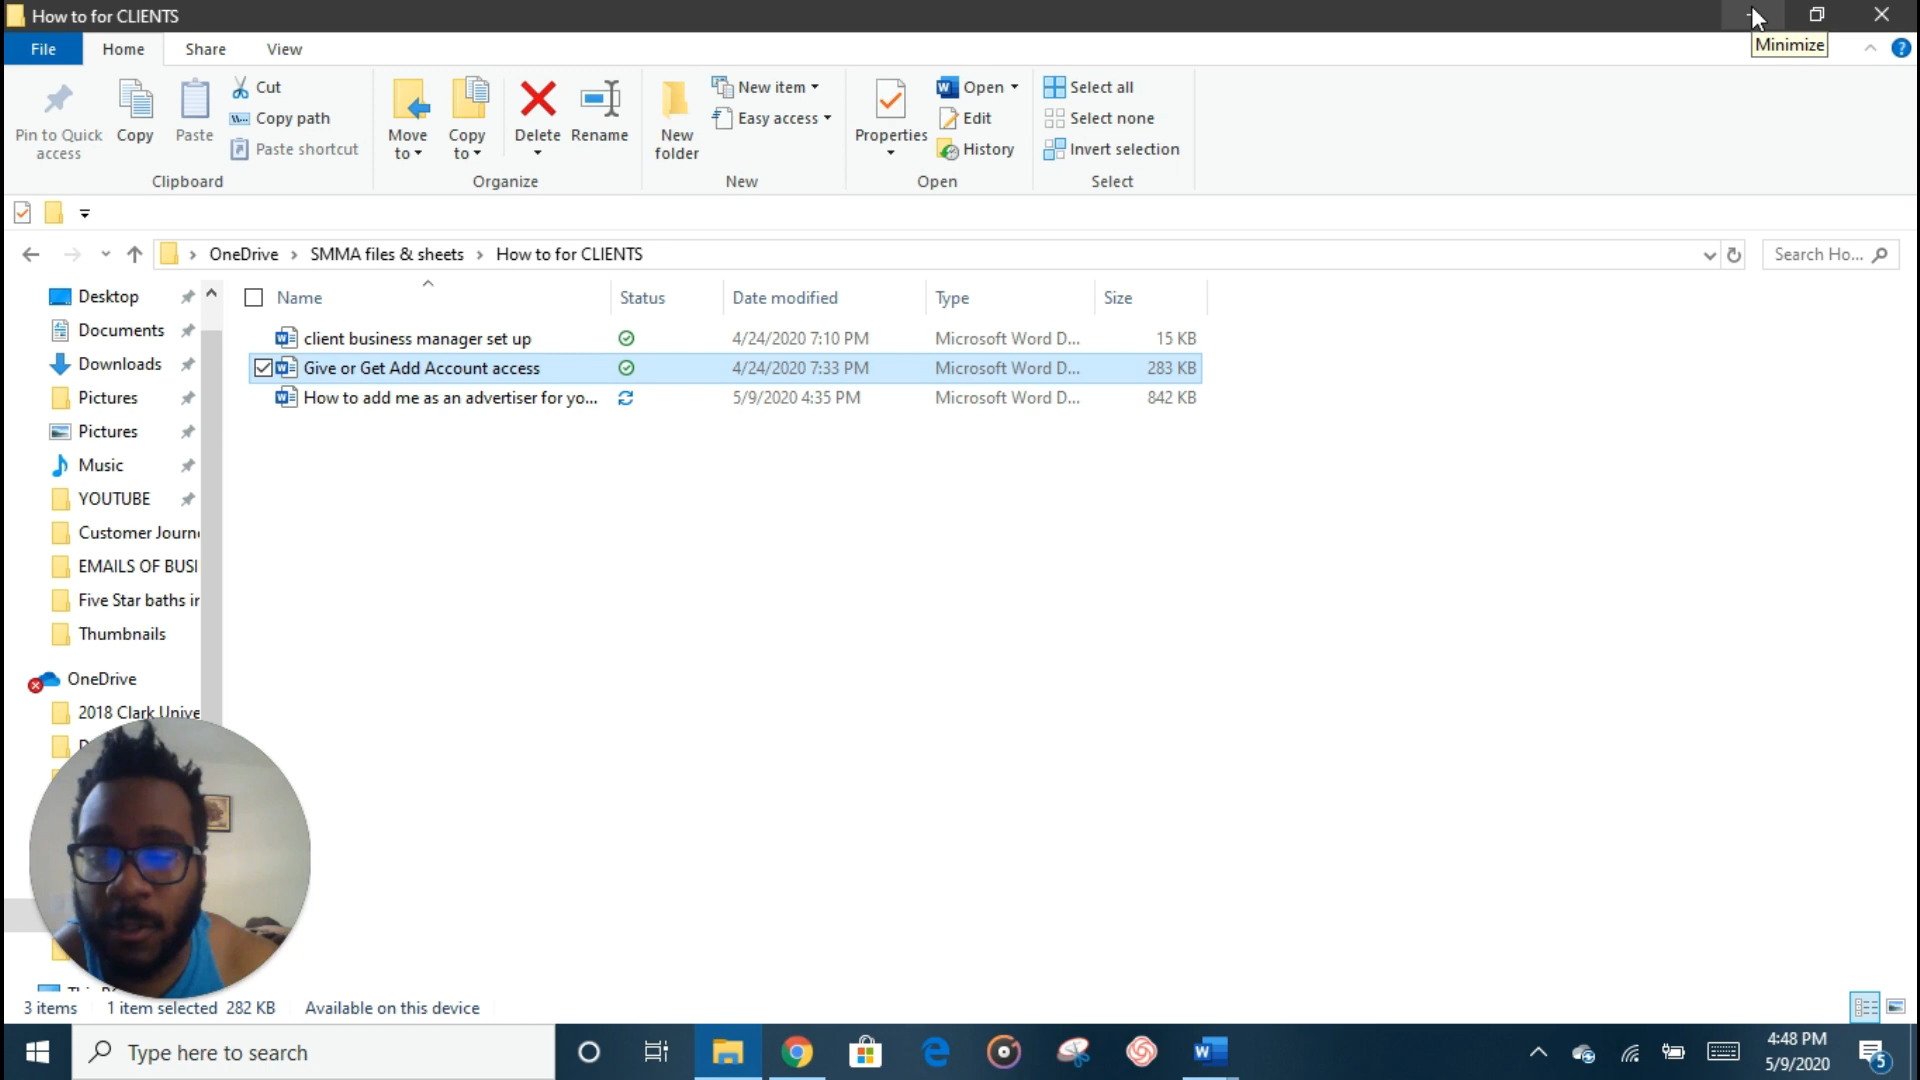 How to for CLIENTS
Minimize
File
Home
Share
View
Pin to Quick
access
Copy
Paste
Cut
Copy path
Paste shortcut
Clipboard
Move
to
Copy
to
Delete
Rename
Organize
New
folder
New item
Easy access
New
Properties
Open
Edit
History
Open
Select all
Select none
Invert selection
Select
OneDrive › SMMA files & sheets › How to for CLIENTS
Search Ho...
Name Status Date modified Type Size
client business manager set up 4/24/2020 7:10 PM Microsoft Word D... 15 KB
Give or Get Add Account access 4/24/2020 7:33 PM Microsoft Word D... 283 KB
How to add me as an advertiser for yo... 5/9/2020 4:35 PM Microsoft Word D... 842 KB
Desktop
Documents
Downloads
Pictures
Pictures
Music
YOUTUBE
Customer Journ
EMAILS OF BUSI
Five Star baths in
Thumbnails
OneDrive
2018 Clark Unive
3 items 1 item selected 282 KB Available on this device
Type here to search
4:48 PM
5/9/2020
5